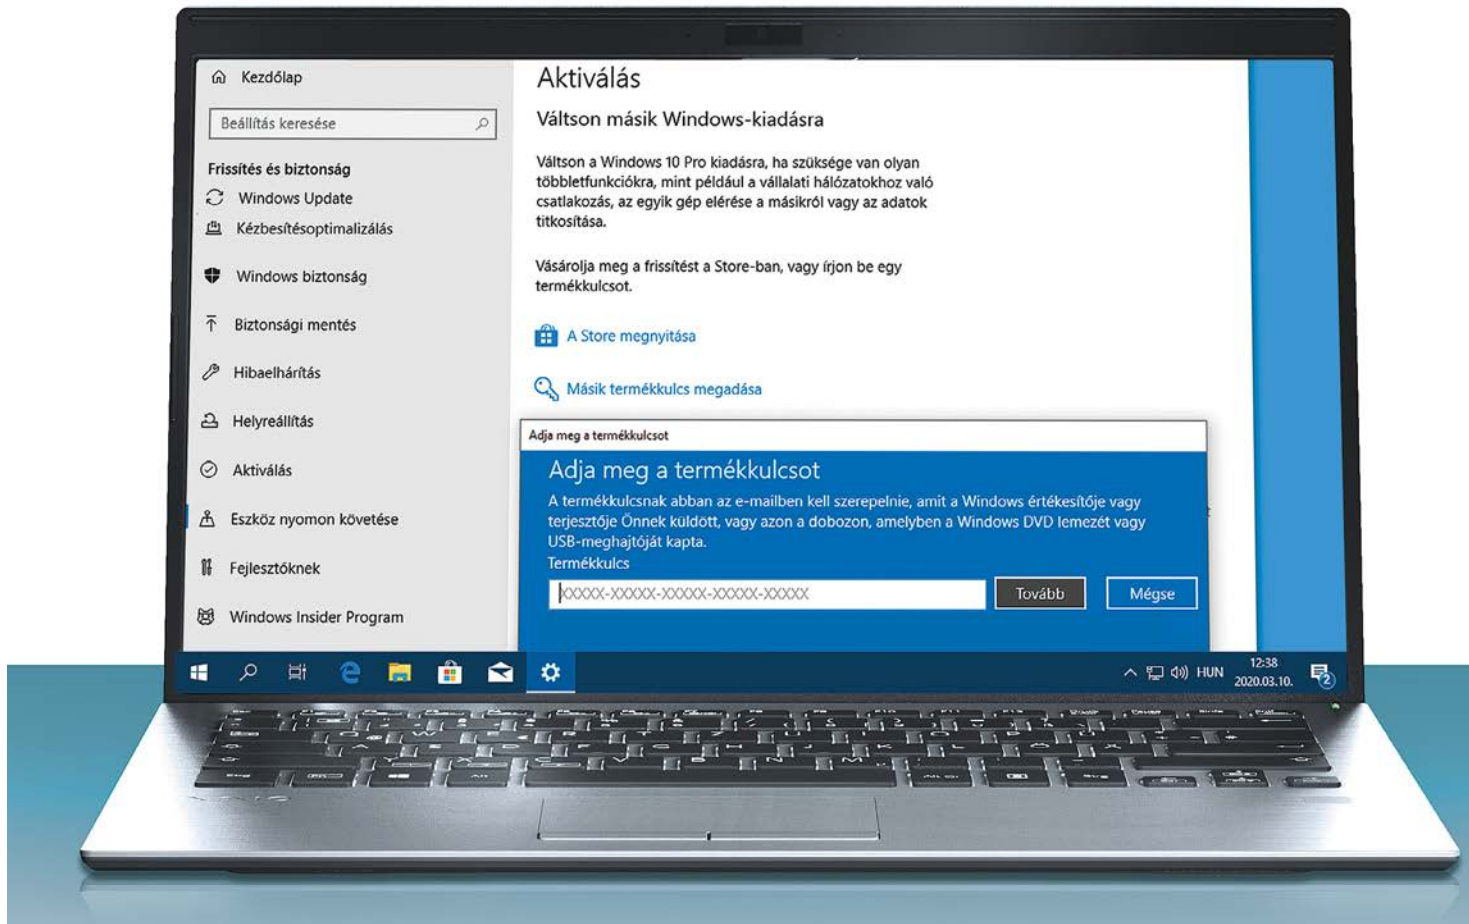 Kezdőlap
Beállítás keresése
Frissítés és biztonság
Windows Update
Kézbesítésoptimalizálás
Windows biztonság
Biztonsági mentés
Hibaelhárítás
Helyreállítás
Aktiválás
Eszköz nyomon követése
Fejlesztőknek
Windows Insider Program
Aktiválás
Váltson másik Windows-kiadásra
Váltson a Windows 10 Pro kiadásra, ha szüksége van olyan
többletfunkciókra, mint például a vállalati hálózatokhoz való
csatlakozás, az egyik gép elérése a másikról vagy az adatok
titkosítása.
Vásárolja meg a frissítést a Store-ban, vagy írjon be egy
termékkulcsot.
A Store megnyitása
Másik termékkulcs megadása
Adja meg a termékkulcsot
Adja meg a termékkulcsot
A termékkulcsnak abban az e-mailben kell szerepelnie, amit a Windows értékesítője vagy
terjesztője Önnek küldött, vagy azon a dobozon, amelyben a Windows DVD lemezét vagy
USB-meghajtóját kapta.
Termékkulcs
XXXXX-XXXXX-XXXXX-XXXXX-XXXXX
Tovább
Mégse
HUN
12:38
2020.03.10.
2